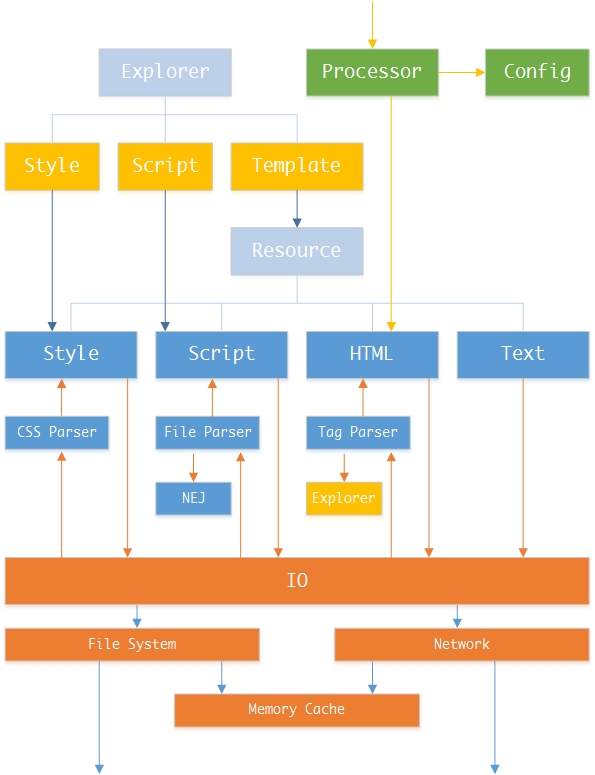 Explorer
Processor
Config
Style
Script
Template
Resource
Style
Script
HTML
Text
CSS Parser
File Parser
Tag Parser
NEJ
Explorer
IO
File System
Network
Memory Cache